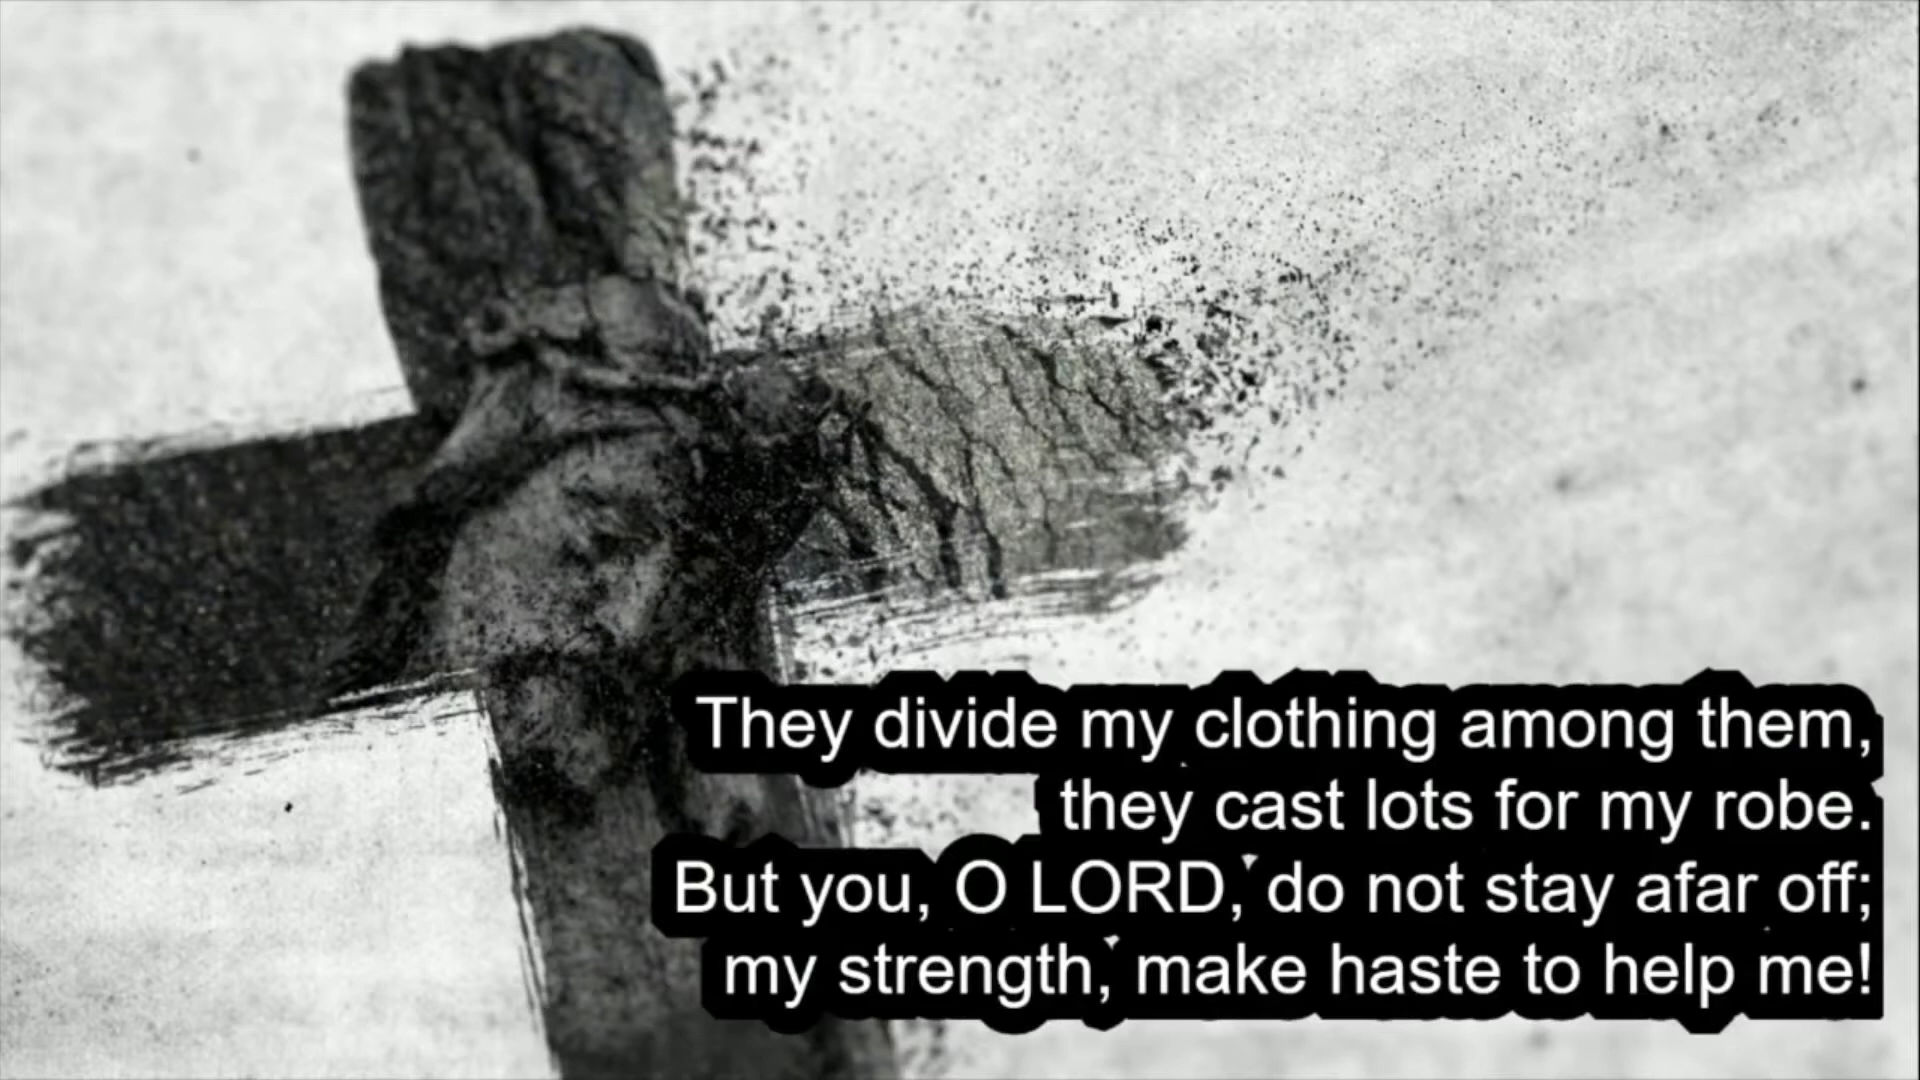 They divide my clothing among them,
they cast lots for my robe.
But you, O LORD, do not stay afar off;
my strength, make haste to help me!